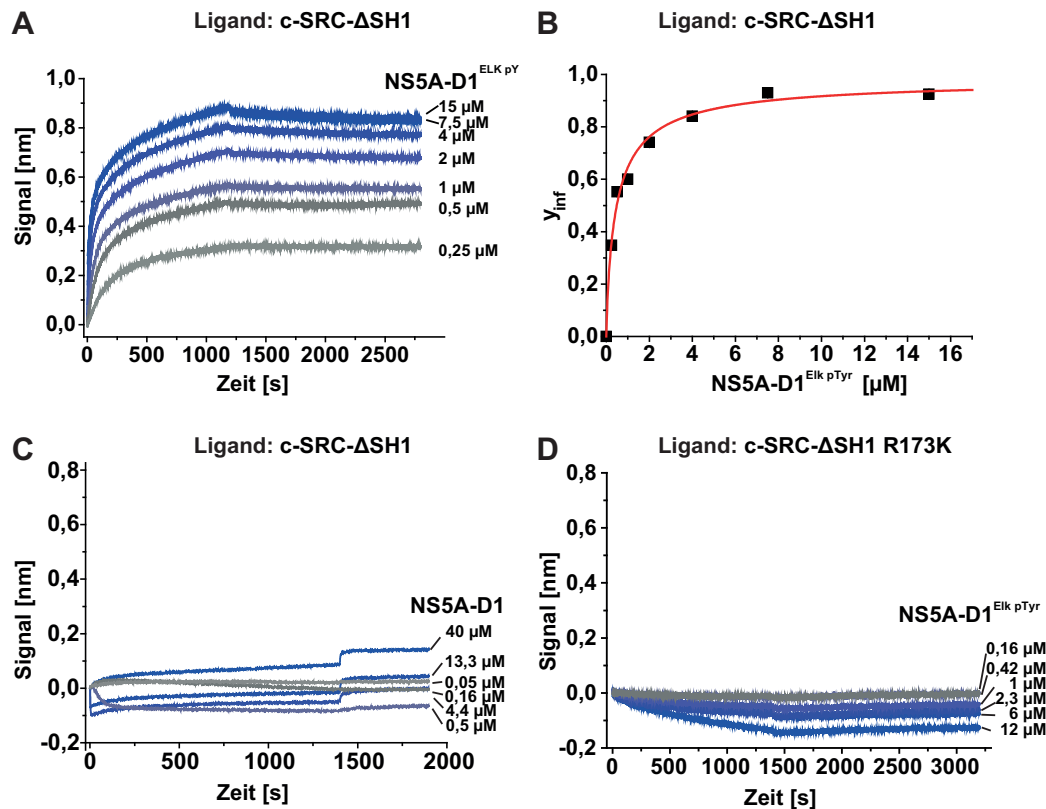 A
Ligand: c-SRC-ΔSH1
NS5A-D1^ELK pY
Signal [nm]
1,0
0,8
0,6
0,4
0,2
0,0
15 µM
7,5 µM
4 µM
2 µM
1 µM
0,5 µM
0,25 µM
0 500 1000 1500 2000 2500
Zeit [s]
B
Ligand: c-SRC-ΔSH1
y_inf
1,0
0,8
0,6
0,4
0,2
0,0
0 2 4 6 8 10 12 14 16
NS5A-D1^Elk pTyr [µM]
C
Ligand: c-SRC-ΔSH1
Signal [nm]
0,8
0,6
0,4
0,2
0,0
-0,2
NS5A-D1
40 µM
13,3 µM
0,05 µM
0,16 µM
4,4 µM
0,5 µM
0 500 1000 1500 2000
Zeit [s]
D
Ligand: c-SRC-ΔSH1 R173K
Signal [nm]
0,8
0,6
0,4
0,2
0,0
-0,2
NS5A-D1^Elk pTyr
0,16 µM
0,42 µM
1 µM
2,3 µM
6 µM
12 µM
0 500 1000 1500 2000 2500 3000
Zeit [s]